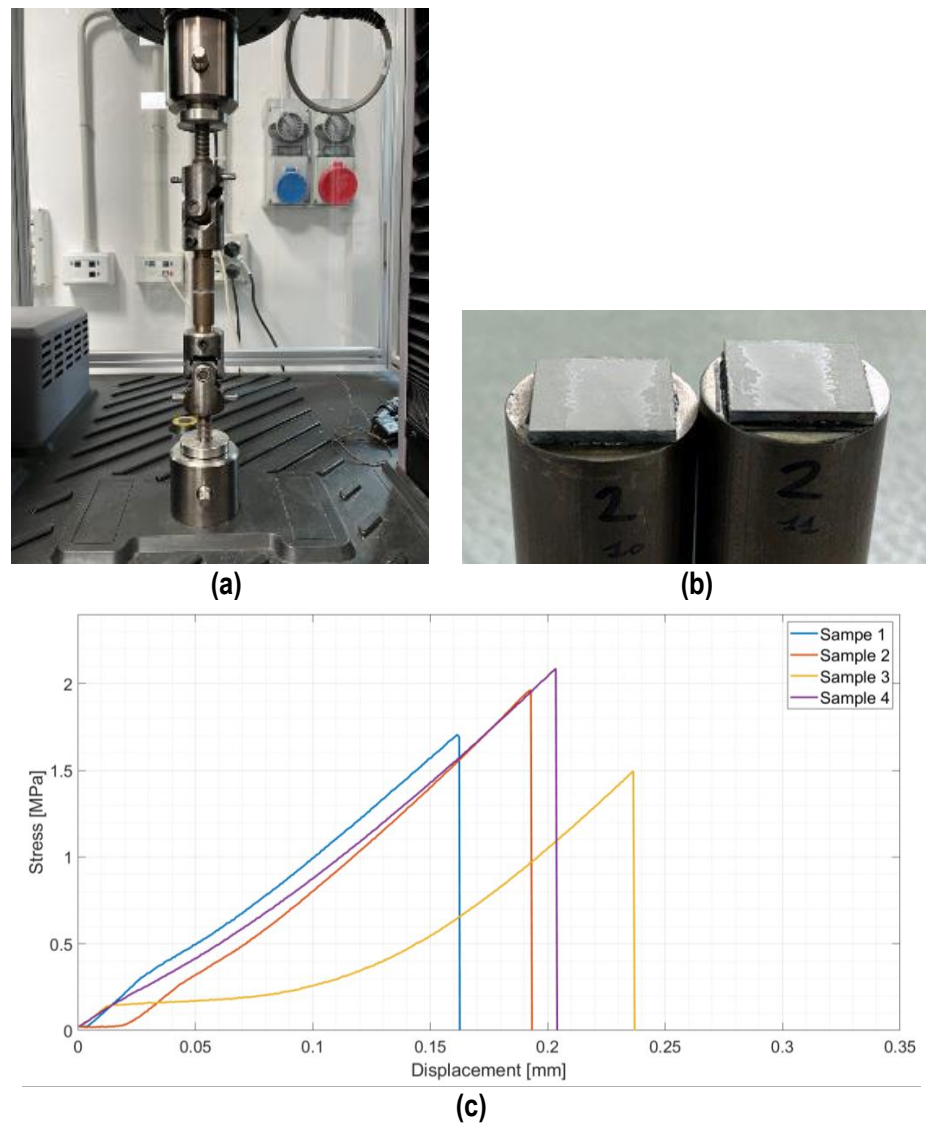 (a)
2
10
2
11
(b)
Sampe 1
Sample 2
Sample 3
Sample 4
Stress [MPa]
2
1.5
1
0.5
0
0
0.05
0.1
0.15
0.2
0.25
0.3
0.35
Displacement [mm]
(c)